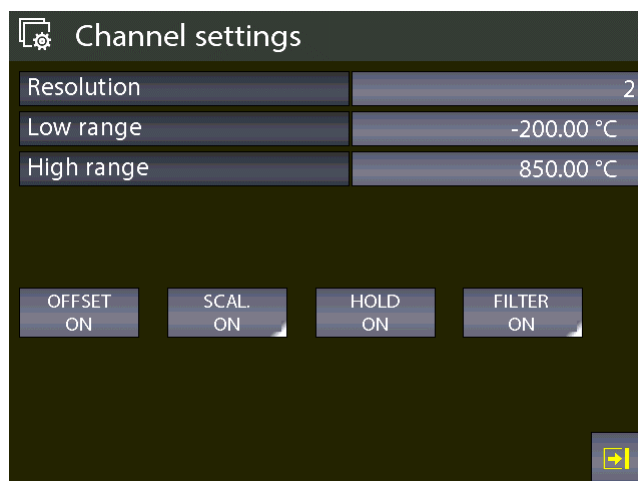 Channel settings
Resolution 2
Low range -200.00 °C
High range 850.00 °C
OFFSET SCAL. HOLD FILTER
ON ON ON ON